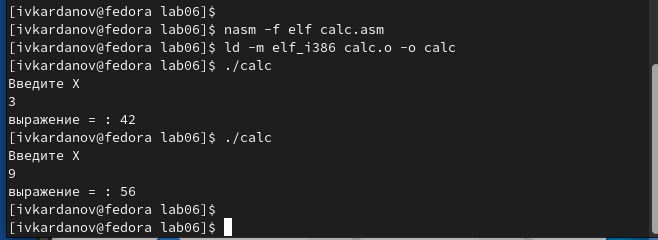 [ivkardanov@fedora lab06]$
[ivkardanov@fedora lab06]$ nasm -f elf calc.asm
[ivkardanov@fedora lab06]$ ld -m elf_i386 calc.o -o calc
[ivkardanov@fedora lab06]$ ./calc
Введите X
3
выражение = : 42
[ivkardanov@fedora lab06]$ ./calc
Введите X
9
выражение = : 56
[ivkardanov@fedora lab06]$
[ivkardanov@fedora lab06]$